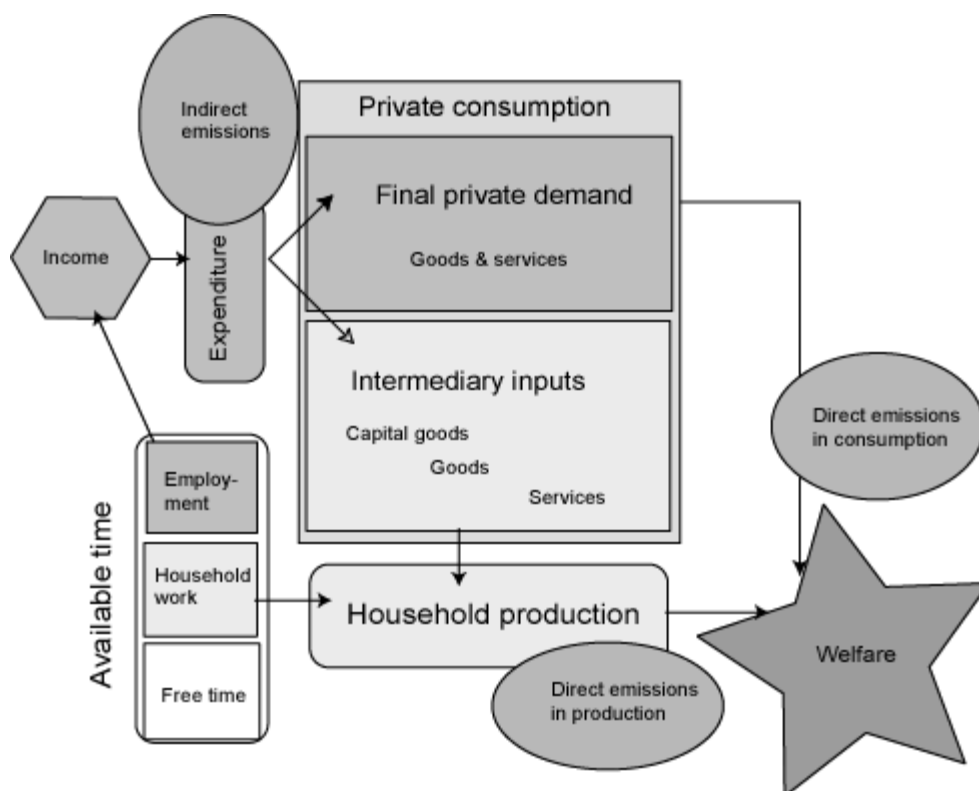 Indirect
emissions
Private consumption
Final private demand
Goods & services
Income
Expenditure
Intermediary inputs
Capital goods
Goods
Services
Direct emissions
in consumption
Available time
Employ-
ment
Household
work
Free time
Household production
Direct emissions
in production
Welfare